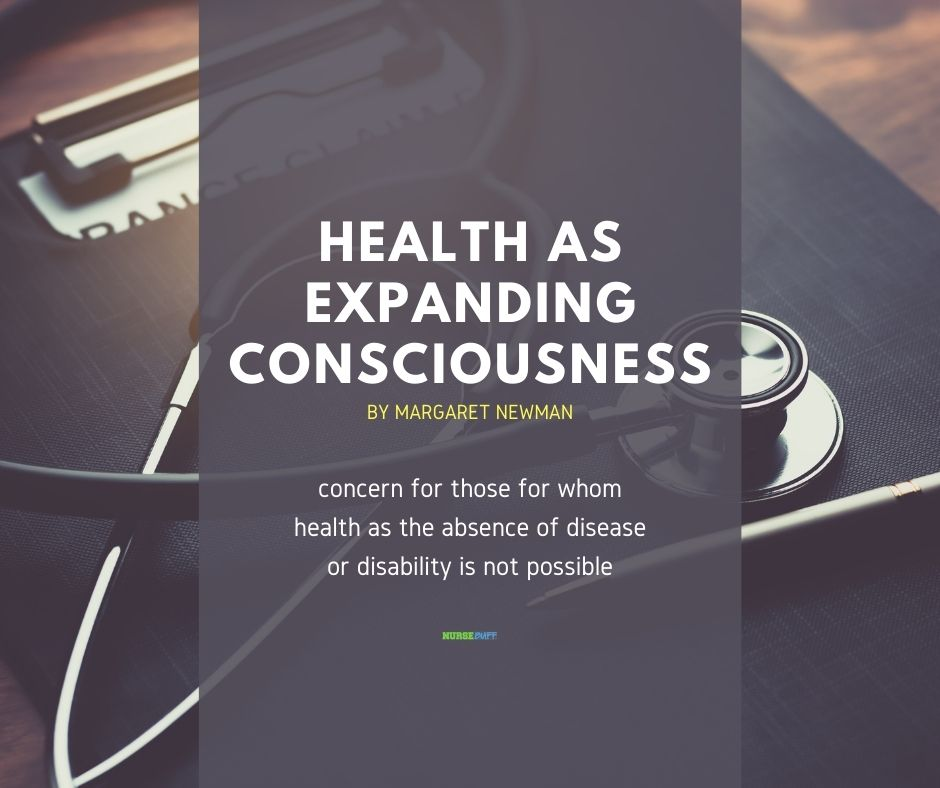 HEALTH AS
EXPANDING
CONSCIOUSNESS
BY MARGARET NEWMAN
concern for those for whom
health as the absence of disease
or disability is not possible
NURSEBUFF